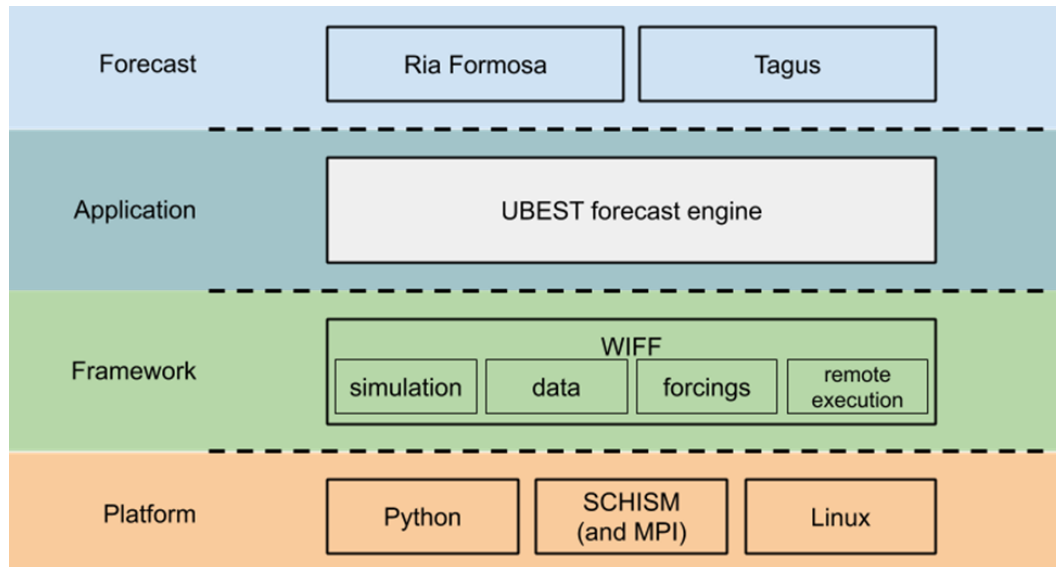 Forecast
Ria Formosa
Tagus
Application
UBEST forecast engine
Framework
WIFF
simulation
data
forcings
remote
execution
Platform
Python
SCHISM
(and MPI)
Linux